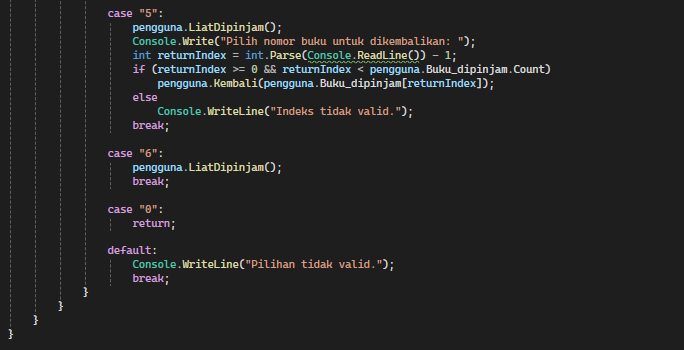 case "5":
pengguna.LiatDipinjam();
Console.Write("Pilih nomor buku untuk dikembalikan: ");
int returnIndex = int.Parse(Console.ReadLine()) - 1;
if (returnIndex >= 0 && returnIndex < pengguna.Buku_dipinjam.Count)
pengguna.Kembali(pengguna.Buku_dipinjam[returnIndex]);
else
Console.WriteLine("Indeks tidak valid.");
break;
case "6":
pengguna.LiatDipinjam();
break;
case "0":
return;
default:
Console.WriteLine("Pilihan tidak valid.");
break;
}
}
}
}